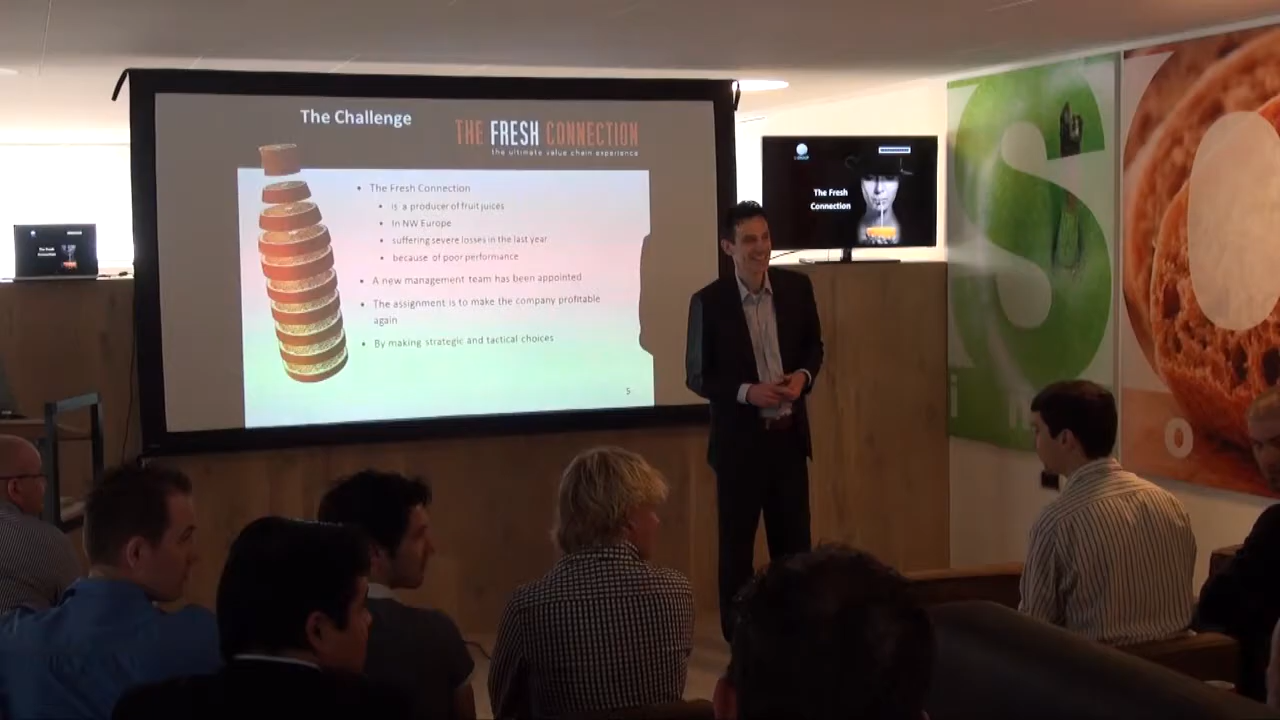 The Challenge
THE FRESH CONNECTION
the ultimate value chain experience
• The Fresh Connection
• is a producer of fruit juices
• In NW Europe
• suffering severe losses in the last year
• because of poor performance
• A new management team has been appointed
• The assignment is to make the company profitable
again
• By making strategic and tactical choices
5
The Fresh
Connection
The Fresh
Connection
S
i
m
o